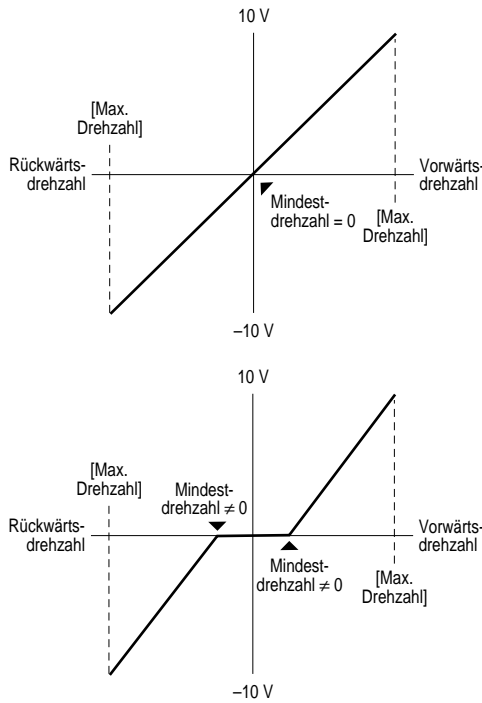 10 V
[Max.
Drehzahl]
Rückwärts-
drehzahl
Vorwärts-
drehzahl
Mindest-
drehzahl = 0
[Max.
Drehzahl]
–10 V
10 V
[Max.
Drehzahl]
Mindest-
drehzahl ≠ 0
Rückwärts-
drehzahl
Vorwärts-
drehzahl
Mindest-
drehzahl ≠ 0
[Max.
Drehzahl]
–10 V